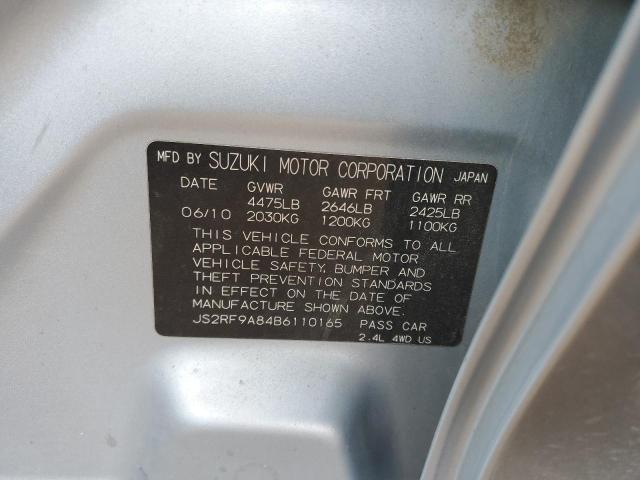 MFD BY SUZUKI MOTOR CORPORATION JAPAN
DATE GVWR GAWR FRT GAWR RR
4475LB 2646LB 2425LB
06/10 2030KG 1200KG 1100KG
THIS VEHICLE CONFORMS TO ALL
APPLICABLE FEDERAL MOTOR
VEHICLE SAFETY, BUMPER AND
THEFT PREVENTION STANDARDS
IN EFFECT ON THE DATE OF
MANUFACTURE SHOWN ABOVE.
JS2RF9A84B6110165 PASS CAR
2.4L 4WD US